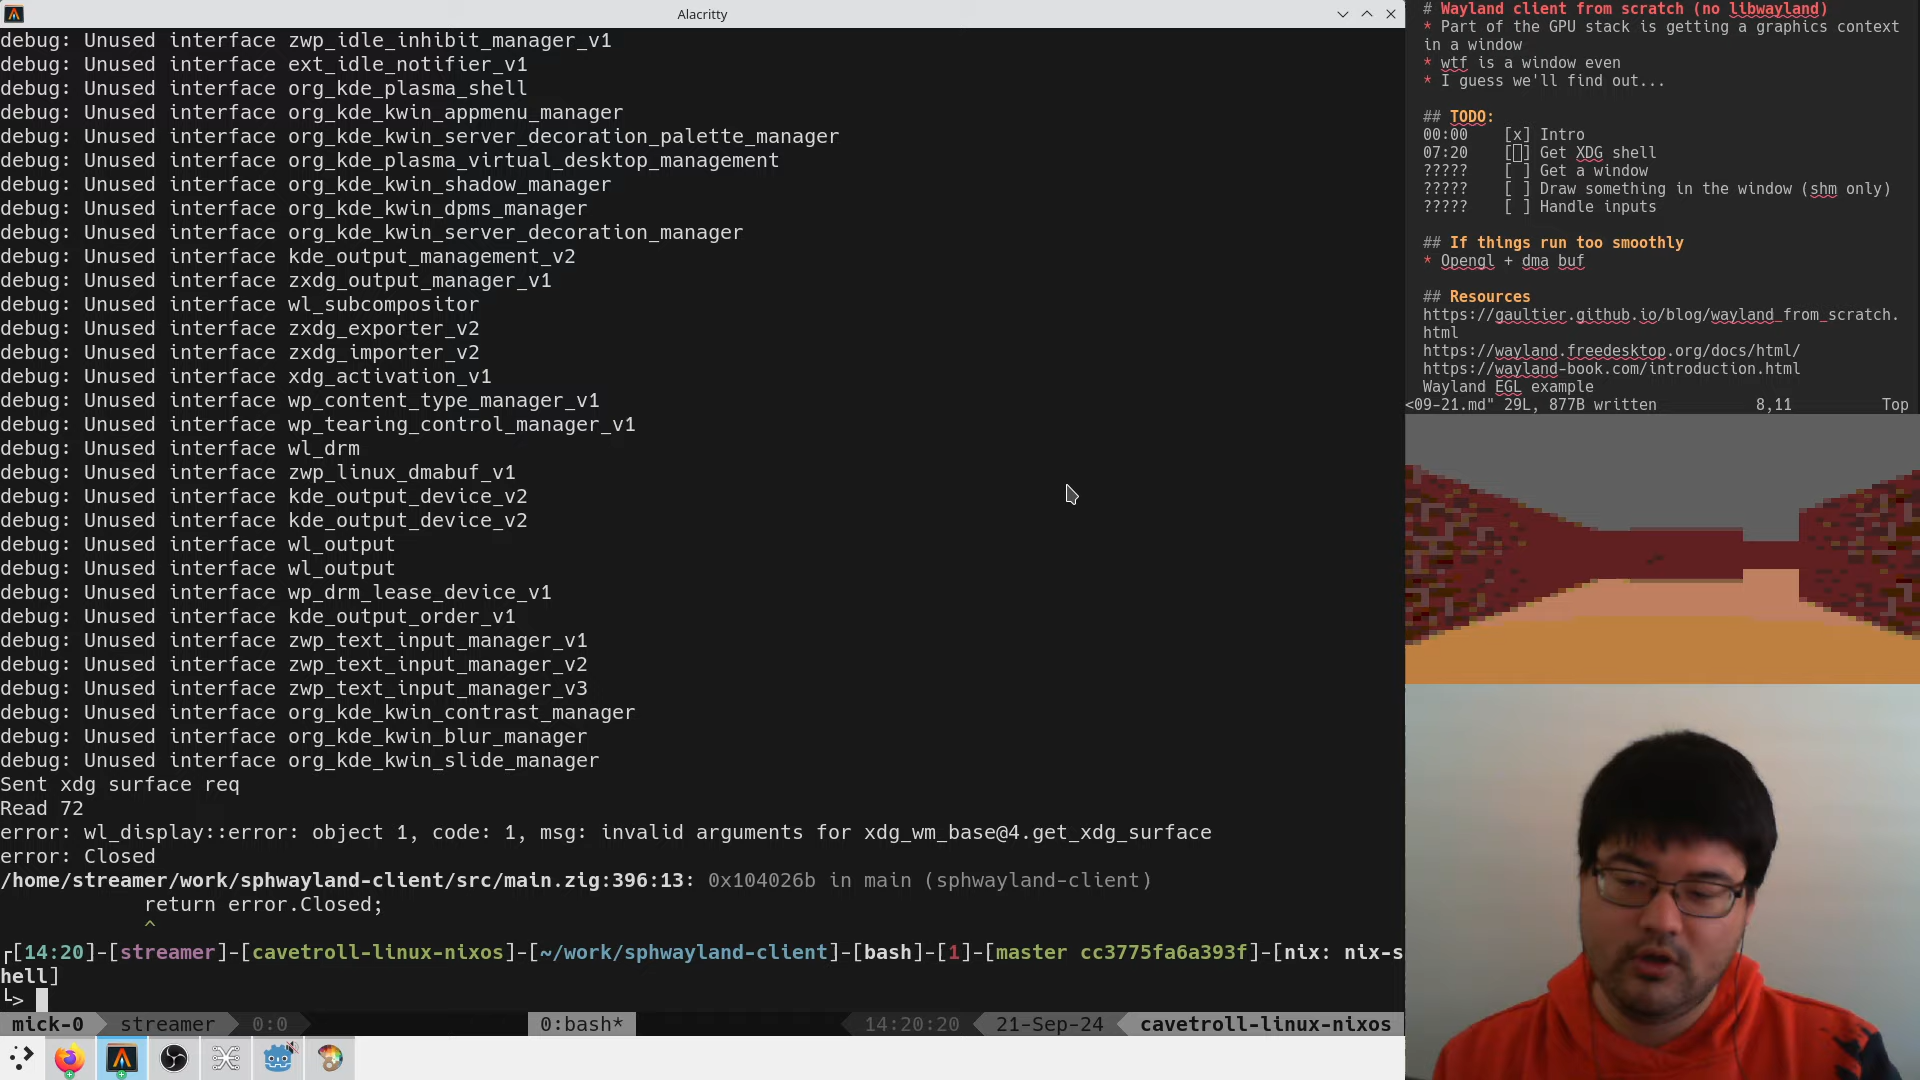 Alacritty
debug: Unused interface zwp_idle_inhibit_manager_v1
debug: Unused interface ext_idle_notifier_v1
debug: Unused interface org_kde_plasma_shell
debug: Unused interface org_kde_kwin_appmenu_manager
debug: Unused interface org_kde_kwin_server_decoration_palette_manager
debug: Unused interface org_kde_plasma_virtual_desktop_management
debug: Unused interface org_kde_kwin_shadow_manager
debug: Unused interface org_kde_kwin_dpms_manager
debug: Unused interface org_kde_kwin_server_decoration_manager
debug: Unused interface kde_output_management_v2
debug: Unused interface zxdg_output_manager_v1
debug: Unused interface wl_subcompositor
debug: Unused interface zxdg_exporter_v2
debug: Unused interface zxdg_importer_v2
debug: Unused interface xdg_activation_v1
debug: Unused interface wp_content_type_manager_v1
debug: Unused interface wp_tearing_control_manager_v1
debug: Unused interface wl_drm
debug: Unused interface zwp_linux_dmabuf_v1
debug: Unused interface kde_output_device_v2
debug: Unused interface kde_output_device_v2
debug: Unused interface wl_output
debug: Unused interface wl_output
debug: Unused interface wp_drm_lease_device_v1
debug: Unused interface kde_output_order_v1
debug: Unused interface zwp_text_input_manager_v1
debug: Unused interface zwp_text_input_manager_v2
debug: Unused interface zwp_text_input_manager_v3
debug: Unused interface org_kde_kwin_contrast_manager
debug: Unused interface org_kde_kwin_blur_manager
debug: Unused interface org_kde_kwin_slide_manager
Sent xdg surface req
Read 72
error: wl_display::error: object 1, code: 1, msg: invalid arguments for xdg_wm_base@4.get_xdg_surface
error: Closed
/home/streamer/work/sphwayland-client/src/main.zig:396:13: 0x104026b in main (sphwayland-client)
            return error.Closed;
            ^
┌[14:20]-[streamer]-[cavetroll-linux-nixos]-[~/work/sphwayland-client]-[bash]-[1]-[master cc3775fa6a393f]-[nix: nix-s
hell]
└>
mick-0 streamer 0:0 0:bash* 14:20:20 21-Sep-24 cavetroll-linux-nixos
# Wayland client from scratch (no libwayland)
* Part of the GPU stack is getting a graphics context
in a window
* wtf is a window even
* I guess we'll find out...
## TODO:
00:00    [x] Intro
07:20    [ ] Get XDG shell
?????    [ ] Get a window
?????    [ ] Draw something in the window (shm only)
?????    [ ] Handle inputs
## If things run too smoothly
* Opengl + dma buf
## Resources
https://gaultier.github.io/blog/wayland_from_scratch.
html
https://wayland.freedesktop.org/docs/html/
https://wayland-book.com/introduction.html
Wayland EGL example
<09-21.md" 29L, 877B written 8,11 Top